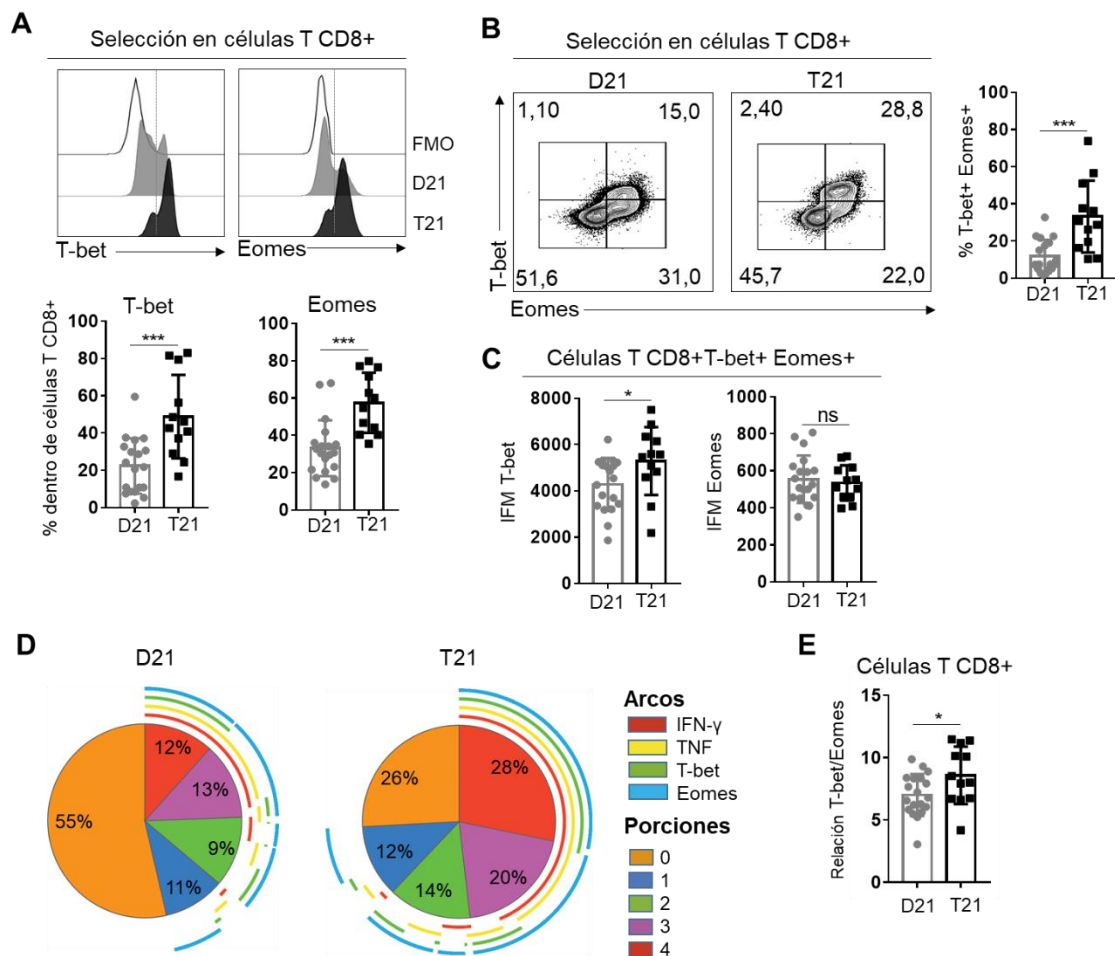 A
Selección en células T CD8+
FMO
D21
T21
T-bet
Eomes
T-bet
Eomes
% dentro de células T CD8+
100
80
60
40
20
0
***
D21
T21
80
60
40
20
0
***
D21
T21
B
Selección en células T CD8+
D21
T21
1,10
15,0
2,40
28,8
51,6
31,0
45,7
22,0
T-bet
Eomes
% T-bet+ Eomes+
100
80
60
40
20
0
***
D21
T21
C
Células T CD8+T-bet+ Eomes+
IFM T-bet
8000
6000
4000
2000
0
*
D21
T21
IFM Eomes
1000
800
600
400
200
0
ns
D21
T21
D
D21
T21
12%
13%
9%
11%
55%
28%
20%
14%
12%
26%
Arcos
IFN-γ
TNF
T-bet
Eomes
Porciones
0
1
2
3
4
E
Células T CD8+
Relación T-bet/Eomes
15
10
5
0
*
D21
T21